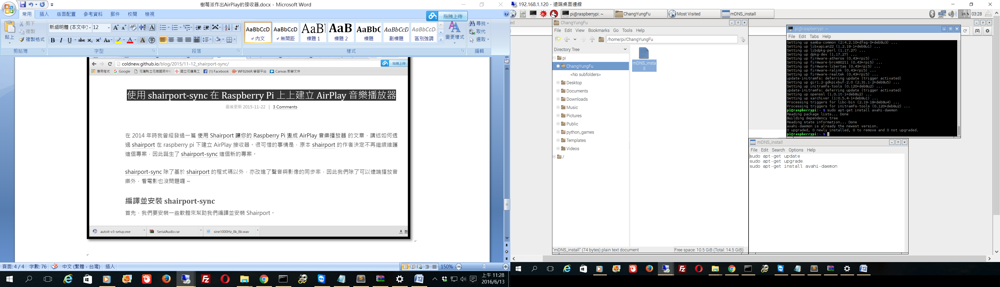 樹莓派作出AirPlay的接收器.docx - Microsoft Word
常用 插入 版面配置 參考資料 郵件 校閱 檢視
拖拽上传
貼上
剪下
複製
複製格式
剪貼簿
新細明體 (本文中 12
字型
段落
AaBbCcD AaBbCcD AaBl AaB AaBbC AaBbCcD AaBbCcD
內文 無間距 標題 1 標題 2 標題 副標題 區別強調
樣式
變更樣式
尋找
取代
選取
編輯
coldnew.github.io/blog/2015/11-12_shairport-sync/
拖拽上传
應用程式 Google 花蓮縣立花崗國民中 國立花蓮高工 (1) Facebook WF8266R 學習平台 Canvas 教學文件
使用 shairport-sync 在 Raspberry Pi 上上建立 AirPlay 音樂播放器
最後更新 2015-11-22 | 3 Comments
在 2014 年時我曾經發過一篇 使用 Shairport 讓你的 Raspberry Pi 變成 AirPlay 音樂播放器 的文章，講述如何透
過 shairport 在 raspberry pi 下建立 AirPlay 接收器。很可惜的事情是，原本 shairport 的作者決定不再繼續維護
這個專案，因此誕生了 shairport-sync 這個新的專案。
shairport-sync 除了基於 shairport 的程式碼以外，亦改進了聲音與影像的同步率，因此我們除了可以遠端播放音
樂外，看電影也沒問題囉 ~
編譯並安裝 shairport-sync
首先，我們要安裝一些軟體來幫助我們編譯並安裝 Shairport。
autoit-v3-setup.exe SerialAudio.rar sine1000Hz_8k_8b.wav
頁面: 4 / 4 字數: 76 中文 (繁體，台灣) 插入 150%
上午 11:28
2016/6/13
192.168.1.120 - 遠端桌面連線
pi@raspberrypi: ~ ChangYungFu Most Visited mDNS_install 16 % 03:28
ChangYungFu
File Edit View Bookmarks Go Tools Help
/home/pi/ChangYungFu
Directory Tree
pi
ChangYungFu
<No subfolders>
Desktop
Documents
Downloads
Music
Pictures
Public
python_games
Templates
Videos
/
mDNS_insta
ll
"mDNS_install" (74 bytes) plain text document Free space: 10.5 GiB (Total: 14.5 GiB)
pi@raspberrypi: ~
File Edit Tabs Help
Setting up samba-common (2:4.2.10+dfsg-0+deb8u3) ...
Setting up libxapian22 (1.2.19-1+deb8u1) ...
Setting up libdpkg-perl (1.17.27) ...
Setting up dpkg-dev (1.17.27) ...
Setting up firmware-atheros (0.43+rpi5) ...
Setting up firmware-brcm80211 (0.43+rpi5) ...
Setting up firmware-libertas (0.43+rpi5) ...
Setting up firmware-ralink (0.43+rpi5) ...
Setting up firmware-realtek (0.43+rpi5) ...
update-initramfs: deferring update (trigger activated)
Setting up gir1.2-gdkpixbuf-2.0 (2.31.1-2+deb8u5) ...
Setting up initramfs-tools (0.120+deb8u2) ...
update-initramfs: deferring update (trigger activated)
Setting up openssl (1.0.1t-1+deb8u2) ...
Setting up xarchiver (1:0.5.4-1+deb8u1) ...
Processing triggers for libc-bin (2.19-18+deb8u4) ...
Processing triggers for initramfs-tools (0.120+deb8u2) ...
pi@raspberrypi:~ $ sudo apt-get install avahi-daemon
Reading package lists... Done
Building dependency tree
Reading state information... Done
avahi-daemon is already the newest version.
0 upgraded, 0 newly installed, 0 to remove and 0 not upgraded.
pi@raspberrypi:~ $
mDNS_install
File Edit Search Options Help
sudo apt-get update
sudo apt-get upgrade
sudo apt-get install avahi-daemon